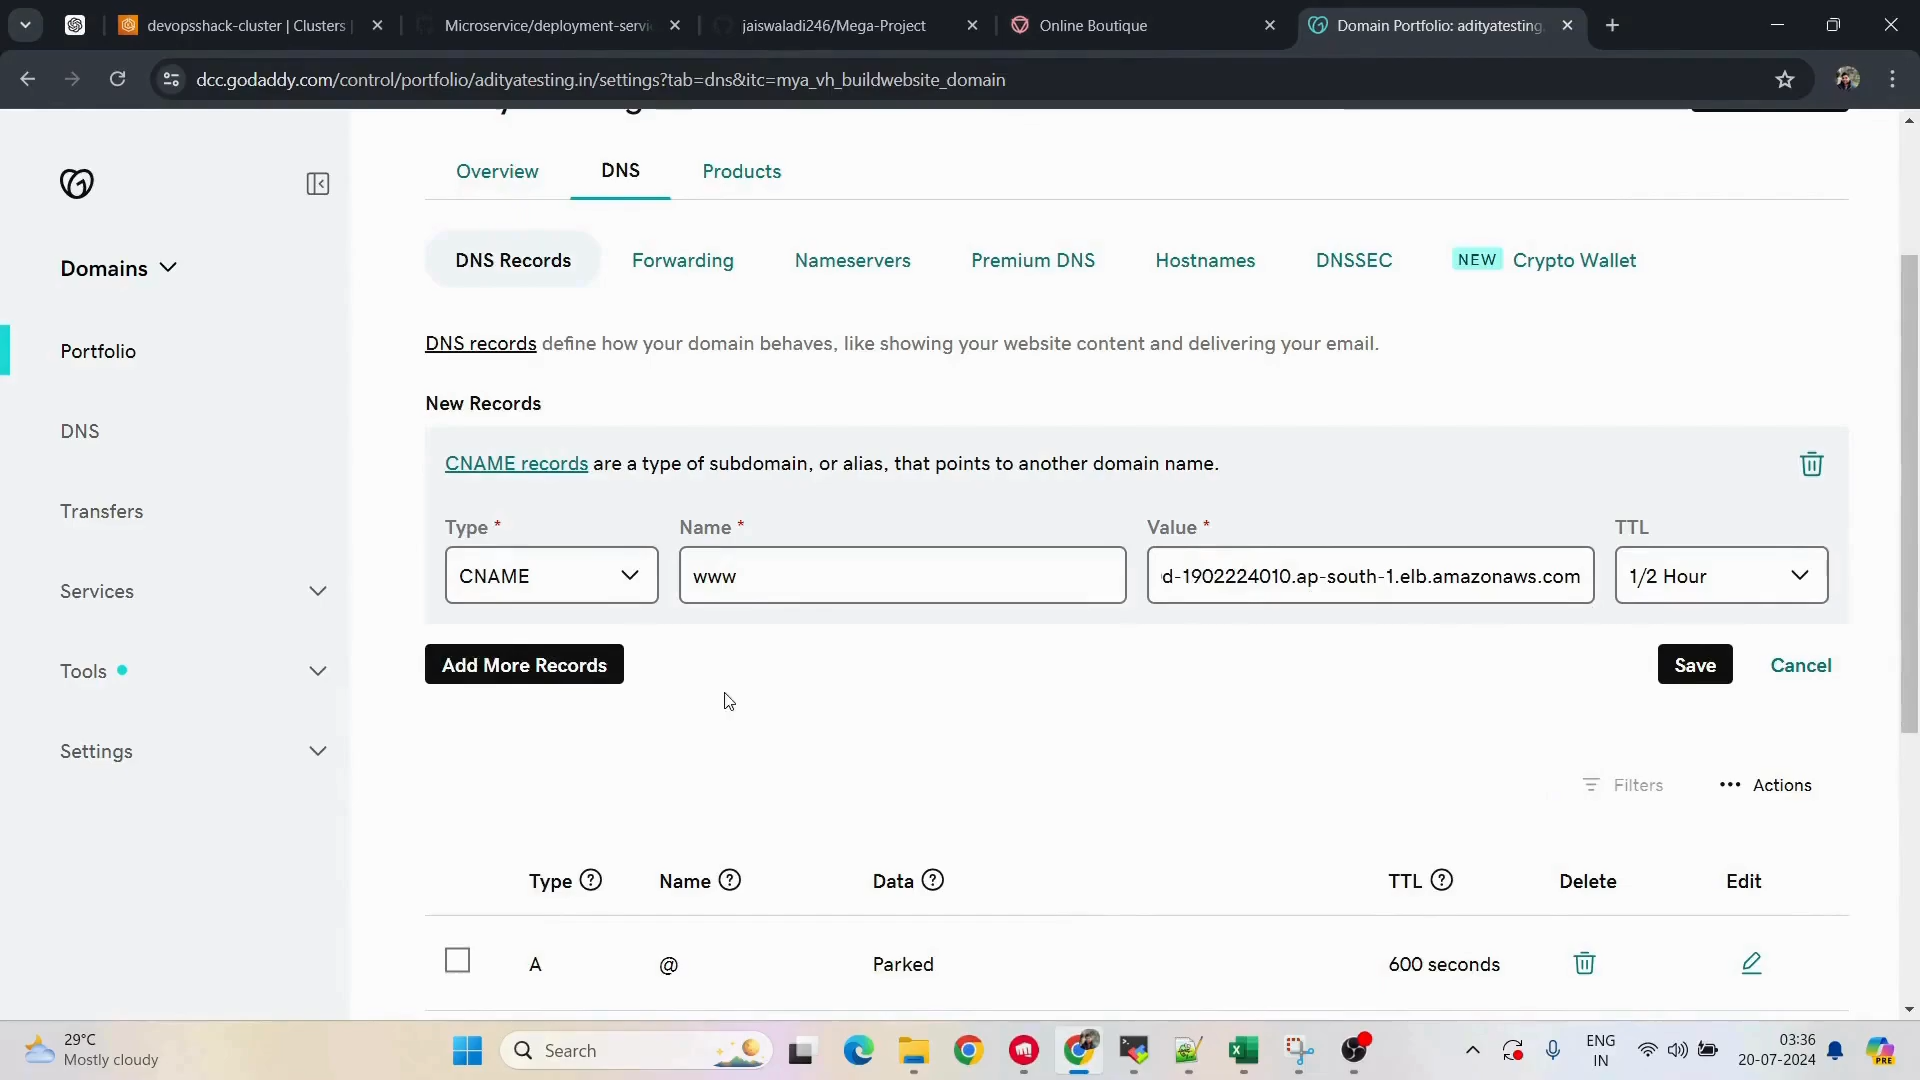 devopsshack-cluster | Clusters
Microservice/deployment-servi
jaiswaladi246/Mega-Project
Online Boutique
Domain Portfolio: adityatesting.
dcc.godaddy.com/control/portfolio/adityatesting.in/settings?tab=dns&itc=mya_vh_buildwebsite_domain
Overview
DNS
Products
Domains
DNS Records
Forwarding
Nameservers
Premium DNS
Hostnames
DNSSEC
NEW Crypto Wallet
Portfolio
DNS
Transfers
Services
Tools
Settings
DNS records define how your domain behaves, like showing your website content and delivering your email.
New Records
CNAME records are a type of subdomain, or alias, that points to another domain name.
Type * Name * Value * TTL
CNAME www d-1902224010.ap-south-1.elb.amazonaws.com 1/2 Hour
Add More Records
Save
Cancel
Filters
Actions
Type Name Data TTL Delete Edit
A @ Parked 600 seconds
29°C
Mostly cloudy
Search
ENG
IN
03:36
20-07-2024
PRE